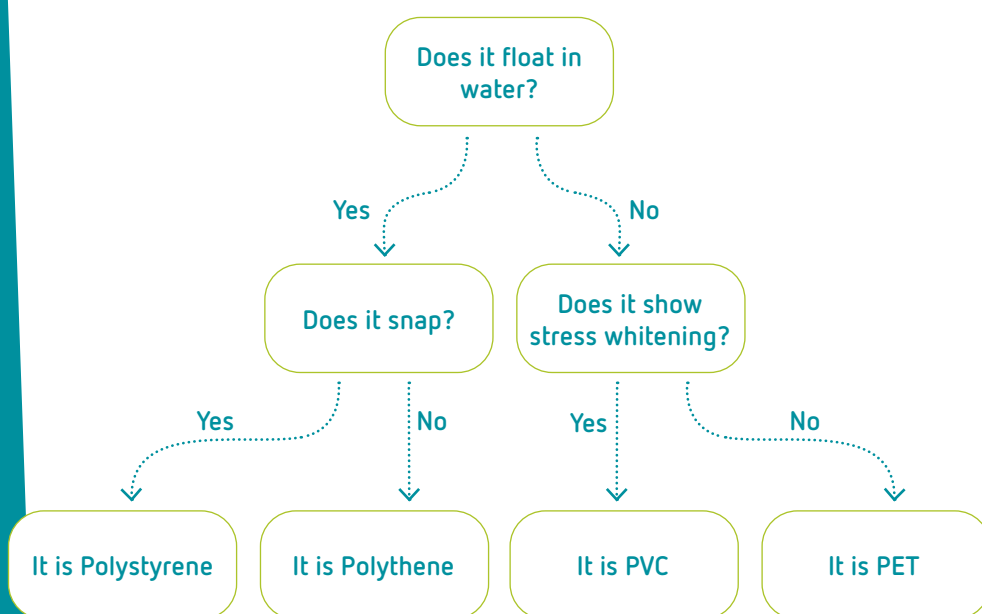 Does it float in
water?
Yes
No
Does it snap?
Does it show
stress whitening?
Yes
No
Yes
No
It is Polystyrene
It is Polythene
It is PVC
It is PET